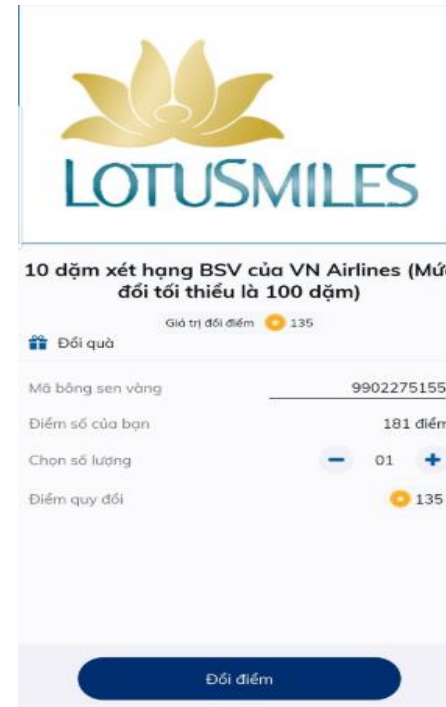 LOTUSMILES
10 dặm xét hạng BSV của VN Airlines (Mức
đổi tối thiểu là 100 dặm)
Giá trị đổi điểm 135
Đổi quà
Mã bông sen vàng 9902275155
Điểm số của bạn 181 điểm
Chọn số lượng − 01 +
Điểm quy đổi 135
Đổi điểm